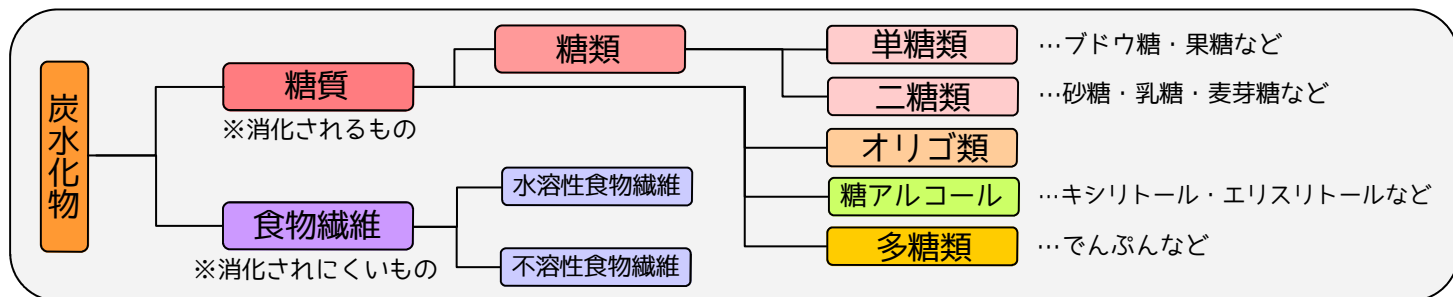 炭水化物
糖質
※消化されるもの
食物繊維
※消化されにくいもの
糖類
水溶性食物繊維
不溶性食物繊維
単糖類 …ブドウ糖・果糖など
二糖類 …砂糖・乳糖・麦芽糖など
オリゴ類
糖アルコール …キシリトール・エリスリトールなど
多糖類 …でんぷんなど